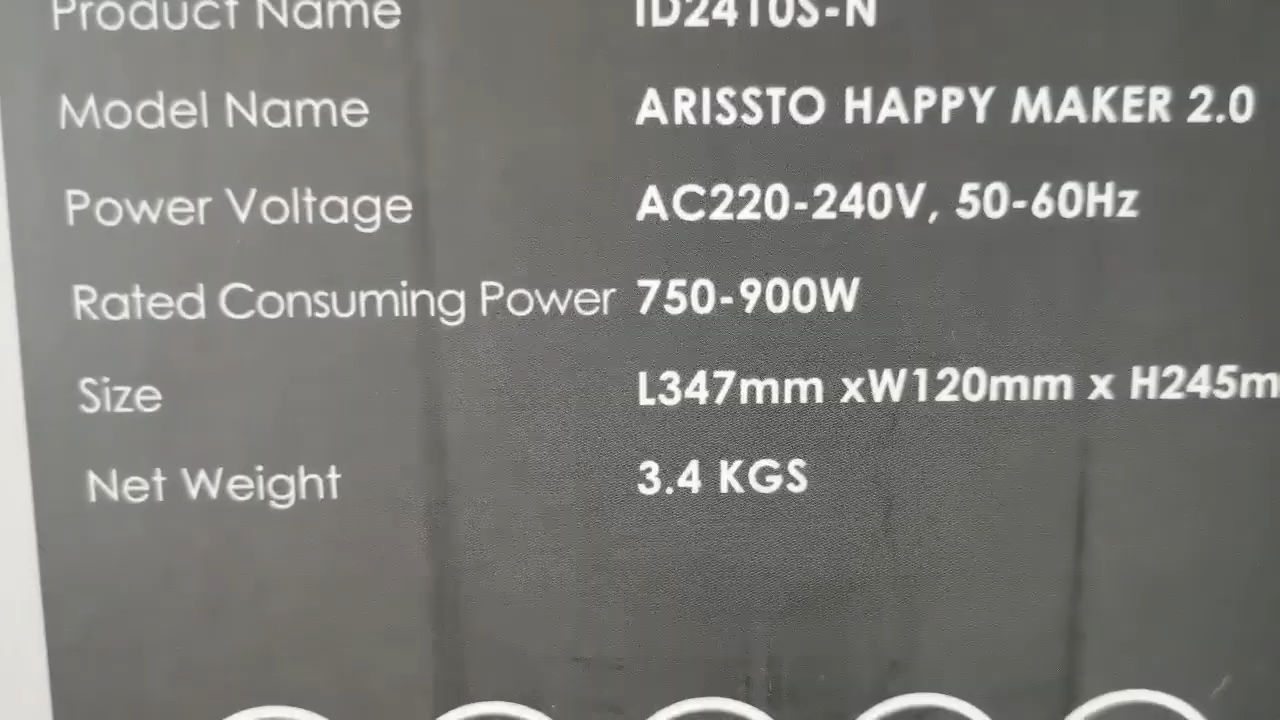 Product Name ID2410S-N
Model Name ARISSTO HAPPY MAKER 2.0
Power Voltage AC220-240V, 50-60Hz
Rated Consuming Power 750-900W
Size L347mm xW120mm x H245m
Net Weight 3.4 KGS